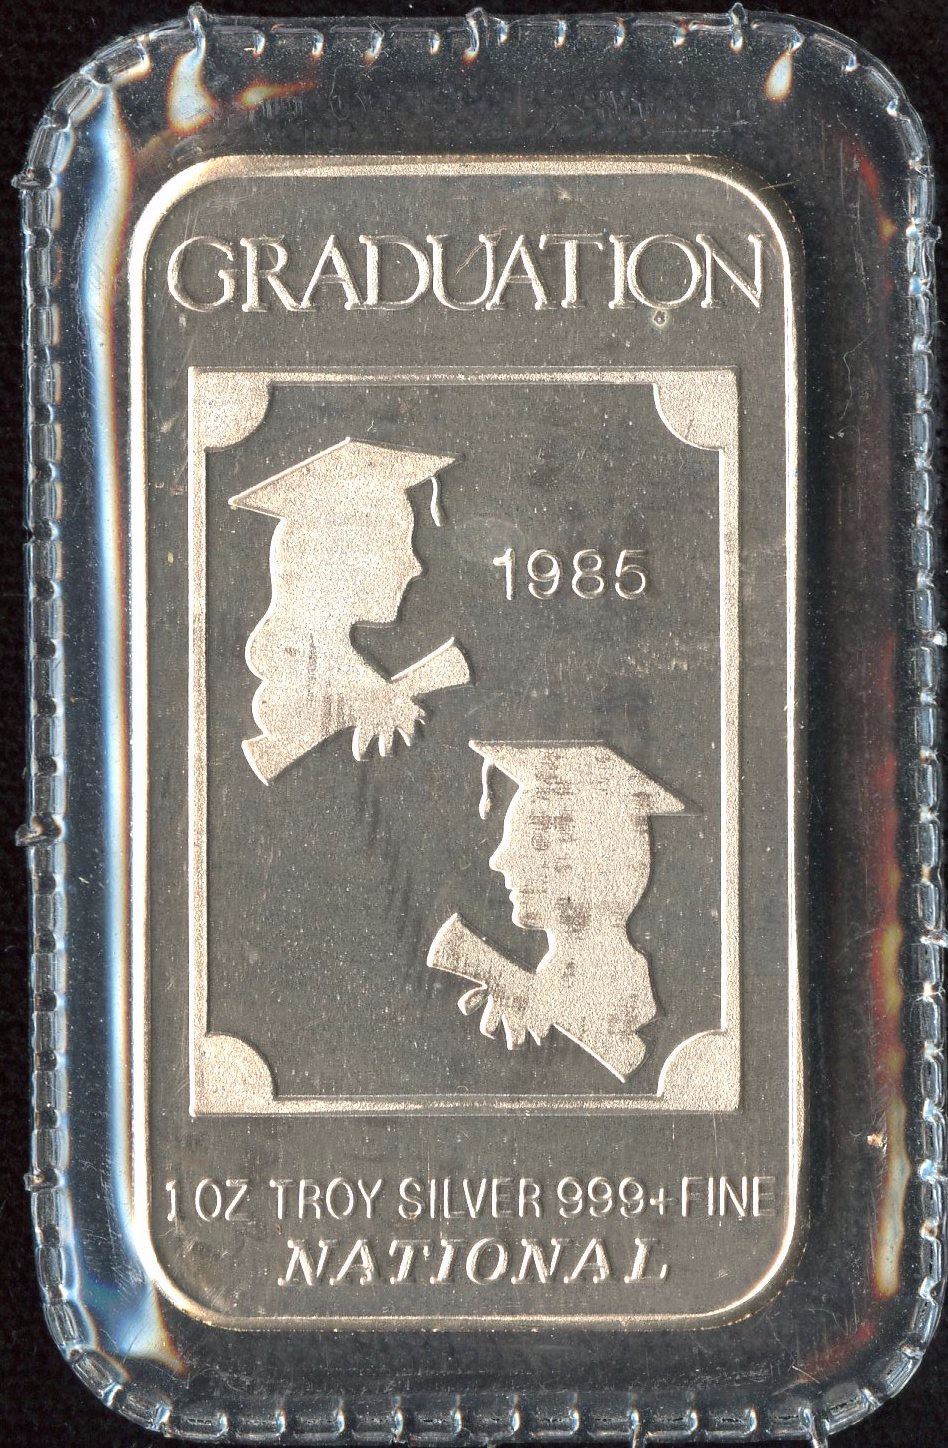 GRADUATION
1985
1 OZ TROY SILVER 999+ FINE
NATIONAL